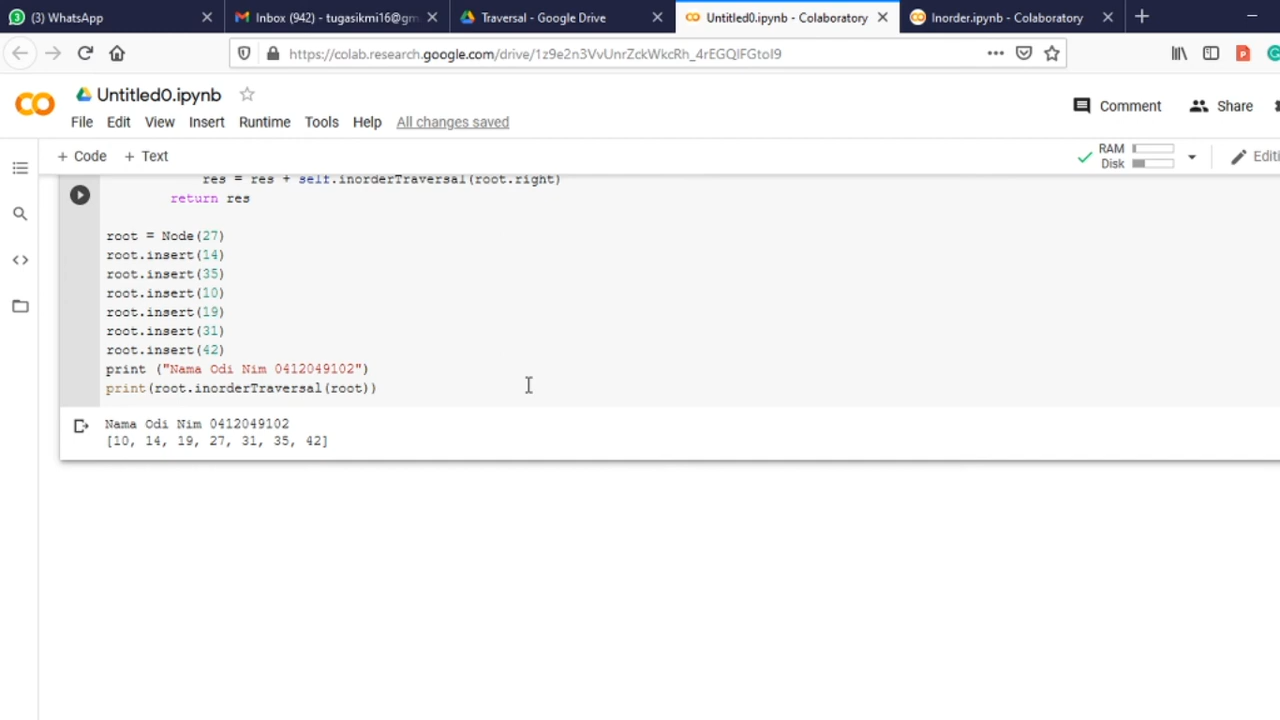 (3) WhatsApp
Inbox (942) - tugasikmi16@gm
Traversal - Google Drive
Untitled0.ipynb - Colaboratory
Inorder.ipynb - Colaboratory
https://colab.research.google.com/drive/1z9e2n3VvUnrZckWkcRh_4rEGQIFGtoI9
Untitled0.ipynb
Comment
Share
File Edit View Insert Runtime Tools Help All changes saved
+ Code + Text
RAM
Disk
Editi
res = res + self.inorderTraversal(root.right)
return res
root = Node(27)
root.insert(14)
root.insert(35)
root.insert(10)
root.insert(19)
root.insert(31)
root.insert(42)
print ("Nama Odi Nim 0412049102")
print(root.inorderTraversal(root))
Nama Odi Nim 0412049102
[10, 14, 19, 27, 31, 35, 42]